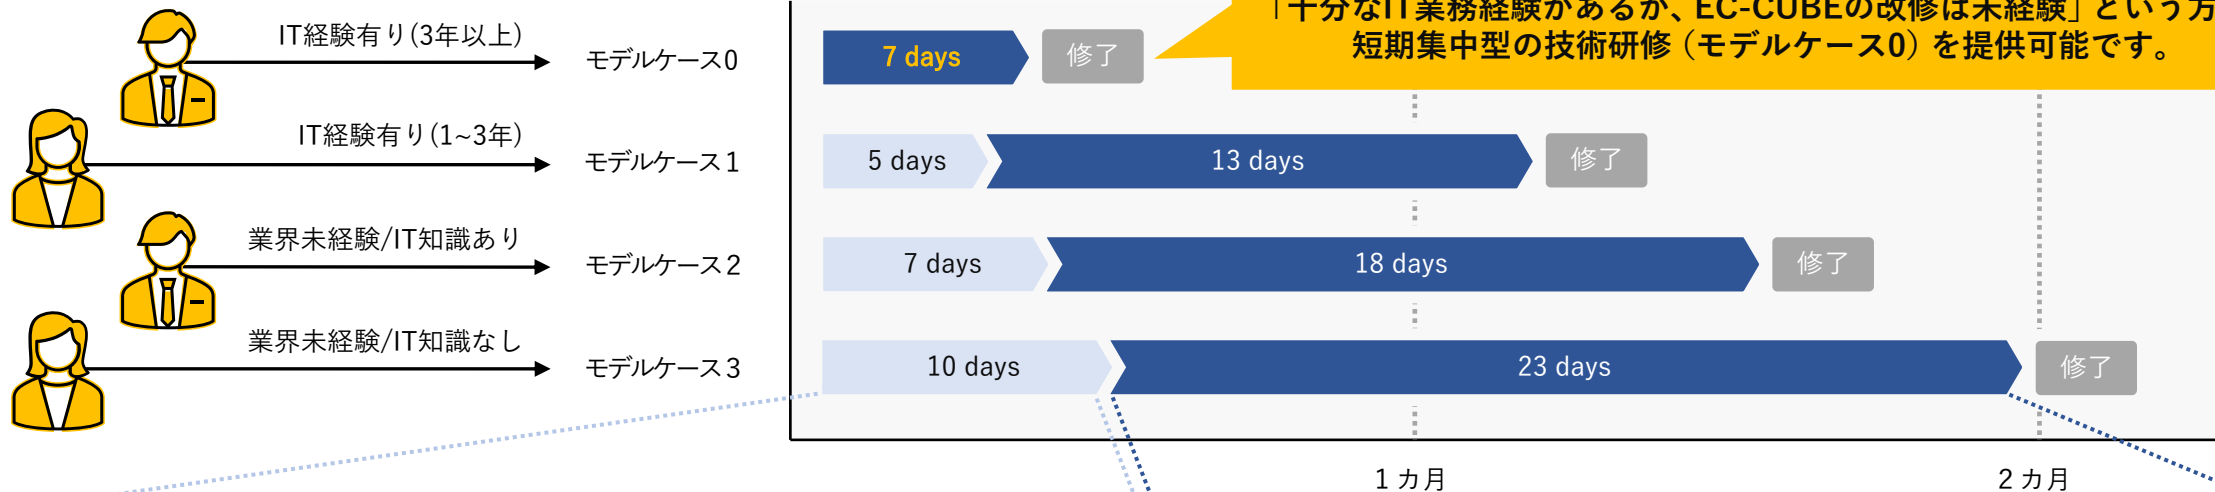 「十分なIT業務経験があるが、EC-CUBEの改修は未経験」という方
短期集中型の技術研修（モデルケース0）を提供可能です。
IT経験有り(3年以上)
モデルケース0
7 days
修了
IT経験有り(1~3年)
モデルケース1
5 days
13 days
修了
業界未経験/IT知識あり
モデルケース2
7 days
18 days
修了
業界未経験/IT知識なし
モデルケース3
10 days
23 days
修了
1 カ月
2 カ月